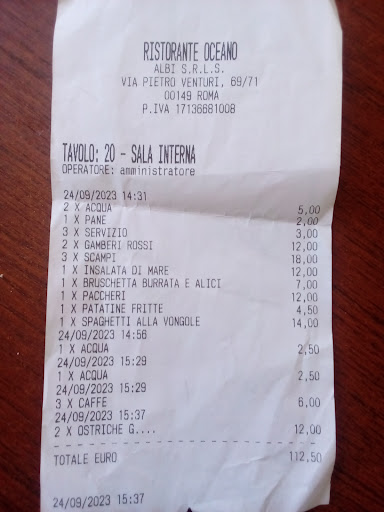 RISTORANTE OCEANO
ALBI S.R.L.S.
VIA PIETRO VENTURI, 69/71
00149 ROMA
P.IVA 17136681008
TAVOLO: 20 - SALA INTERNA
OPERATORE: amministratore
24/09/2023 14:31
2 X ACQUA 5,00
1 X PANE 2,00
3 X SERVIZIO 3,00
2 X GAMBERI ROSSI 12,00
3 X SCAMPI 18,00
1 X INSALATA DI MARE 12,00
1 X BRUSCHETTA BURRATA E ALICI 7,00
1 X PACCHERI 12,00
1 X PATATINE FRITTE 4,50
1 X SPAGHETTI ALLA VONGOLE 14,00
24/09/2023 14:56
1 X ACQUA 2,50
24/09/2023 15:29
1 X ACQUA 2,50
24/09/2023 15:29
3 X CAFFE 6,00
24/09/2023 15:37
2 X OSTRICHE G.... 12,00
TOTALE EURO 112,50
24/09/2023 15:37